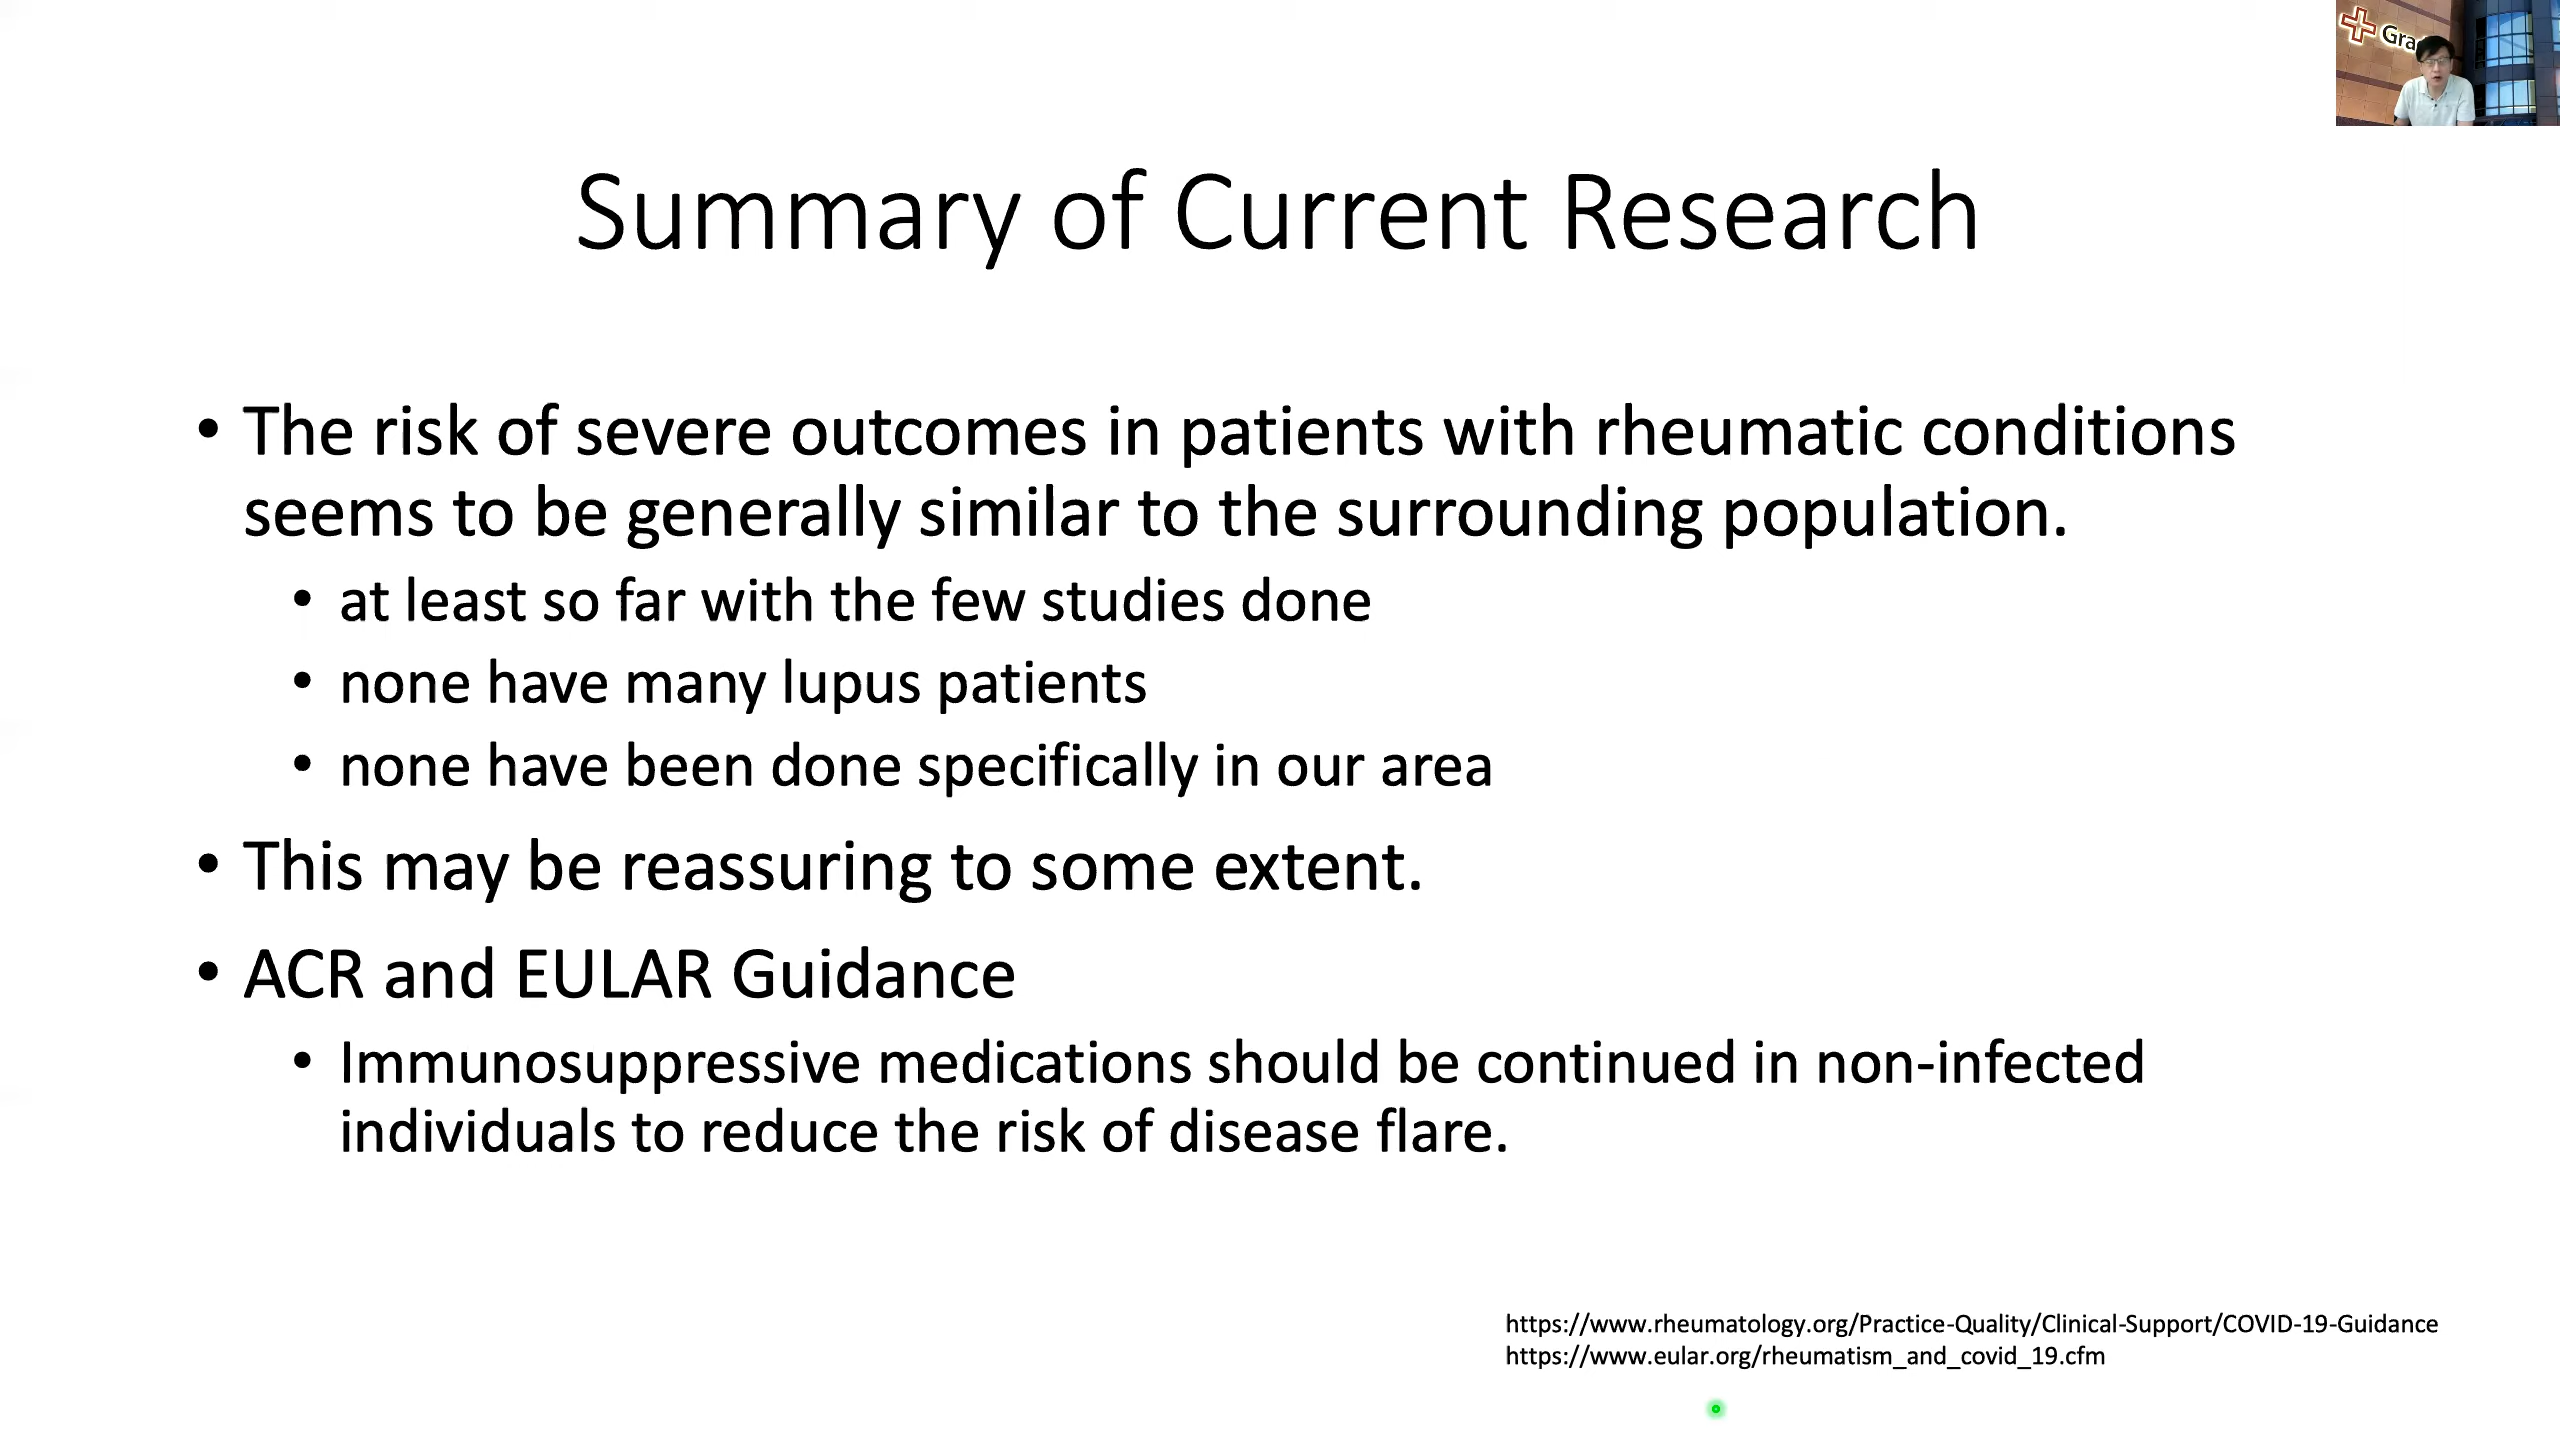 Gra
Summary of Current Research
• The risk of severe outcomes in patients with rheumatic conditions
seems to be generally similar to the surrounding population.
• at least so far with the few studies done
• none have many lupus patients
• none have been done specifically in our area
• This may be reassuring to some extent.
• ACR and EULAR Guidance
• Immunosuppressive medications should be continued in non-infected
individuals to reduce the risk of disease flare.
https://www.rheumatology.org/Practice-Quality/Clinical-Support/COVID-19-Guidance
https://www.eular.org/rheumatism_and_covid_19.cfm